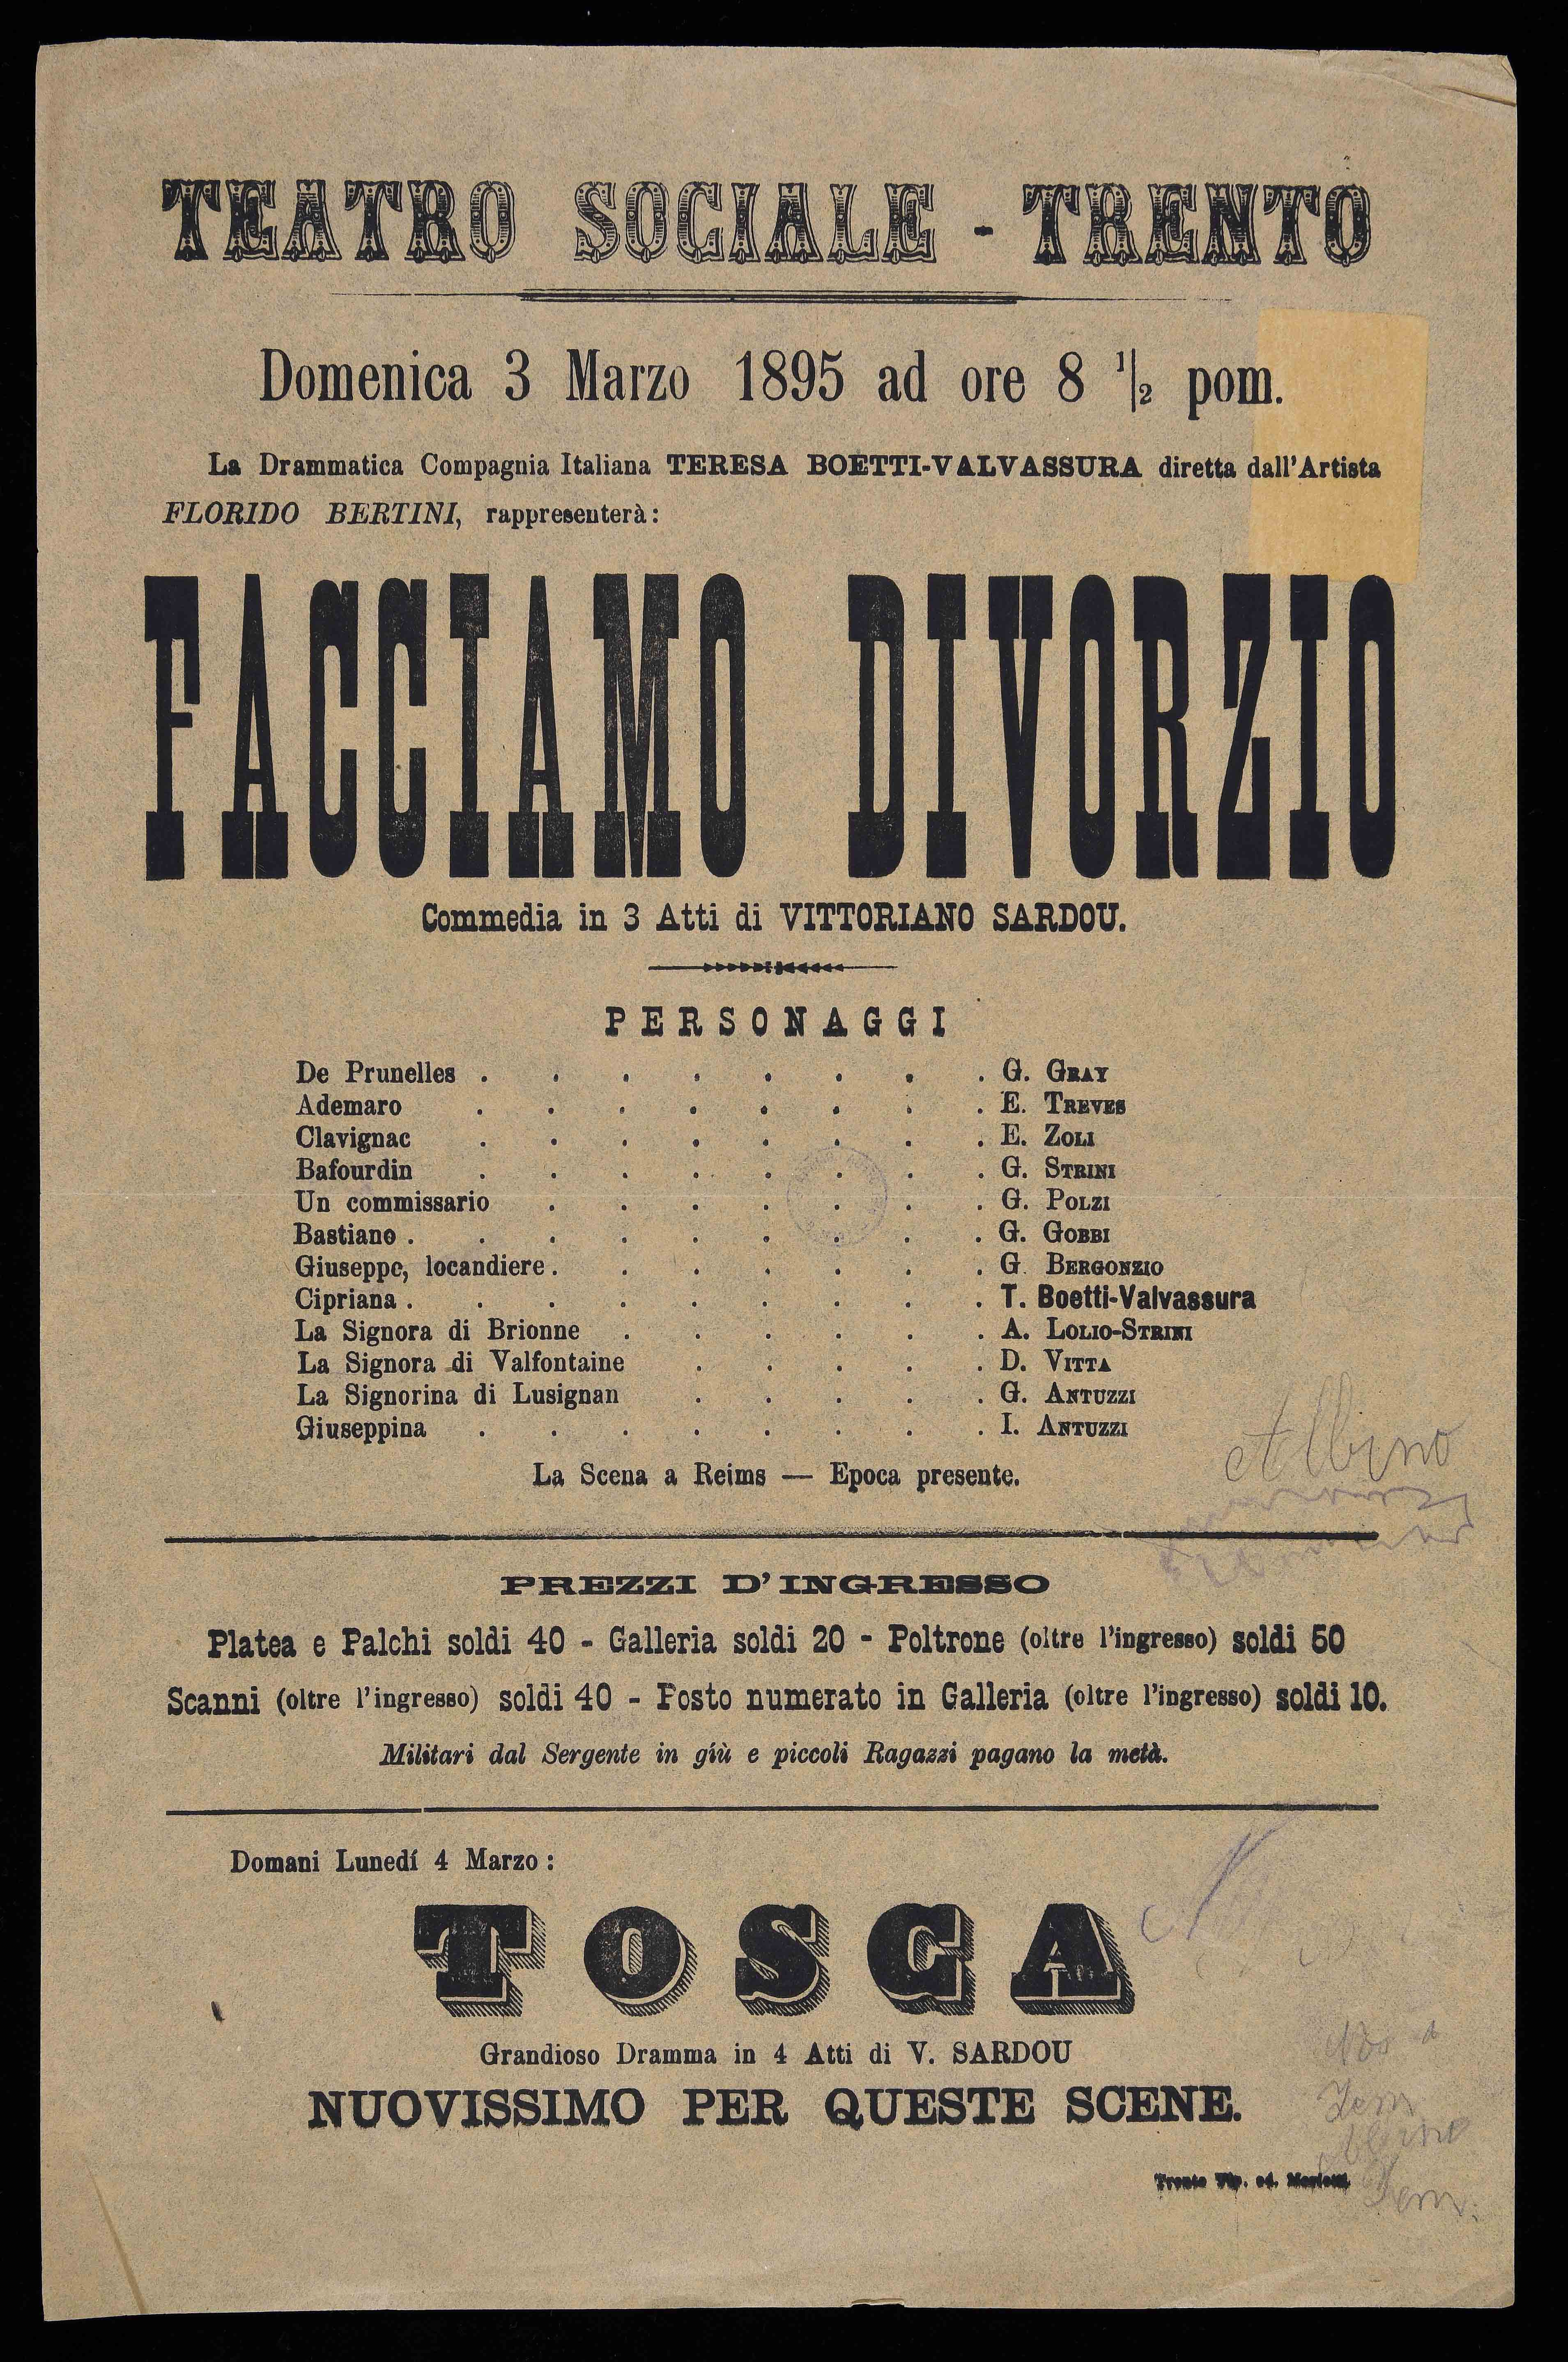 TEATRO SOCIALE - TRENTO
Domenica 3 Marzo 1895 ad ore 8 1/2 pom.
La Drammatica Compagnia Italiana TERESA BOETTI-VALVASSURA diretta dall'Artista
FLORIDO BERTINI, rappresenterà:
FACCIAMO DIVORZIO
Commedia in 3 Atti di VITTORIANO SARDOU.
PERSONAGGI
De Prunelles . . . . . . . . G. GRAY
Ademaro . . . . . . . . E. TREVES
Clavignac . . . . . . . . E. ZOLI
Bafourdin . . . . . . . . G. STRINI
Un commissario . . . . . . . G. POLZI
Bastiano . . . . . . . . . G. GOBBI
Giuseppe, locandiere . . . . . . . G BERGONZIO
Cipriana . . . . . . . . . T. Boetti-Valvassura
La Signora di Brionne . . . . . . A. LOLIO-STRINI
La Signora di Valfontaine . . . . . D. VITTA
La Signorina di Lusignan . . . . . G. ANTUZZI
Giuseppina . . . . . . . . I. ANTUZZI
La Scena a Reims — Epoca presente.
Albino
PREZZI D'INGRESSO
Platea e Palchi soldi 40 - Galleria soldi 20 - Poltrone (oltre l'ingresso) soldi 50
Scanni (oltre l'ingresso) soldi 40 - Posto numerato in Galleria (oltre l'ingresso) soldi 10.
Militari dal Sergente in giù e piccoli Ragazzi pagano la metà.
Domani Lunedí 4 Marzo:
TOSCA
Grandioso Dramma in 4 Atti di V. SARDOU
NUOVISSIMO PER QUESTE SCENE.
Trento Tip. ed.